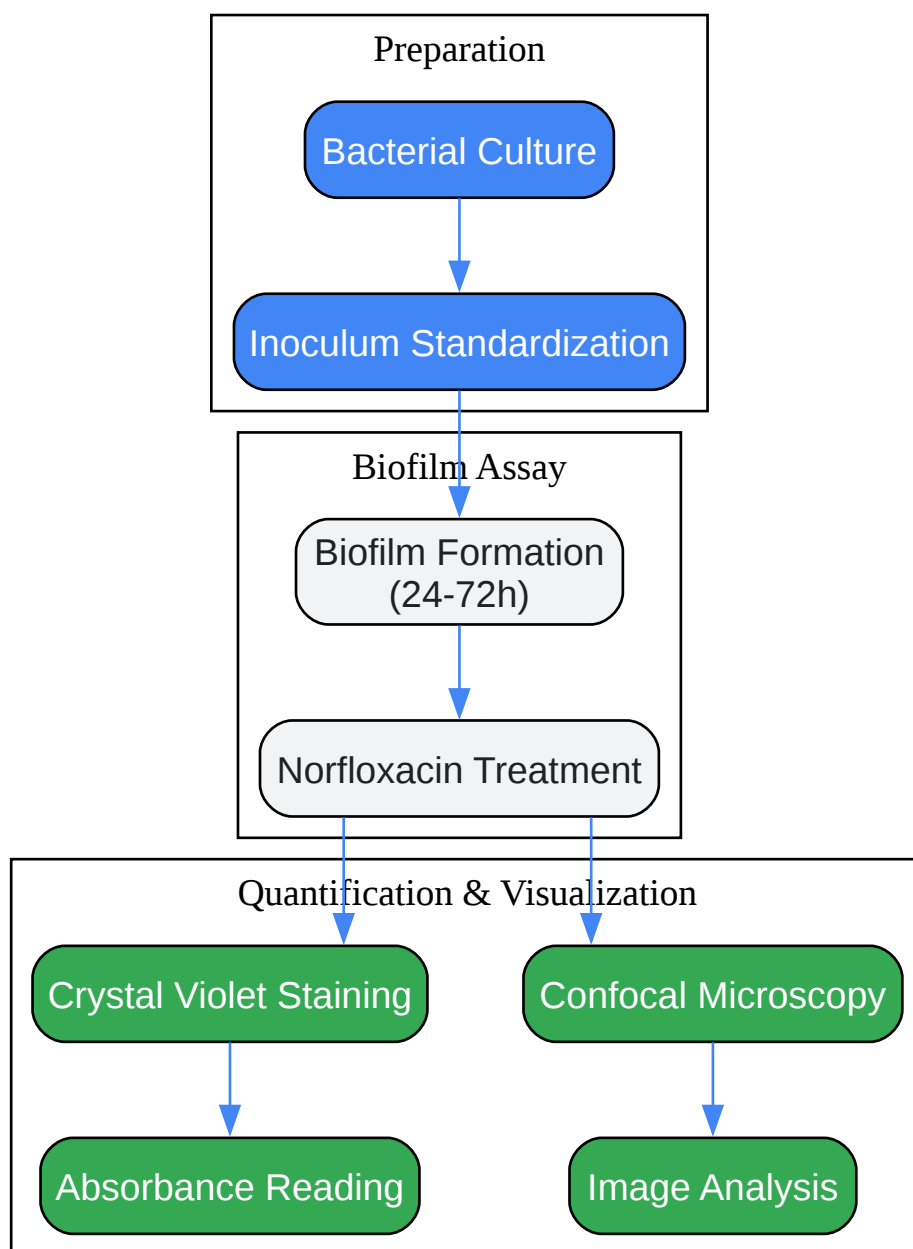 Preparation
Bacterial Culture
Inoculum Standardization
Biofilm Assay
Biofilm Formation
(24-72h)
Norfloxacin Treatment
Quantification & Visualization
Crystal Violet Staining
Confocal Microscopy
Absorbance Reading
Image Analysis